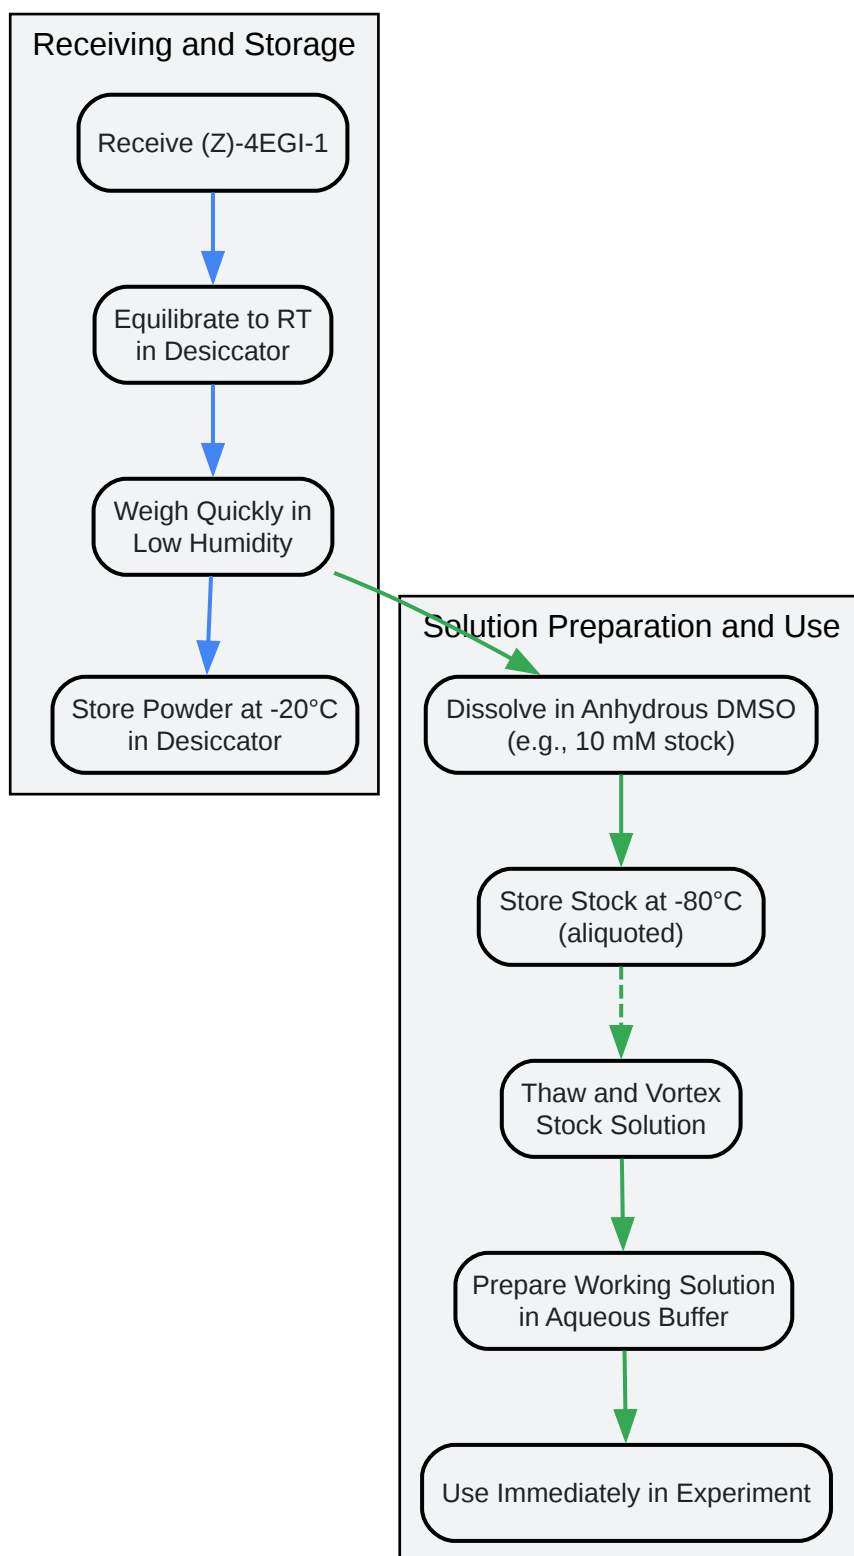 Receiving and Storage
Receive (Z)-4EGI-1
Equilibrate to RT
in Desiccator
Weigh Quickly in
Low Humidity
Store Powder at -20°C
in Desiccator
Solution Preparation and Use
Dissolve in Anhydrous DMSO
(e.g., 10 mM stock)
Store Stock at -80°C
(aliquoted)
Thaw and Vortex
Stock Solution
Prepare Working Solution
in Aqueous Buffer
Use Immediately in Experiment